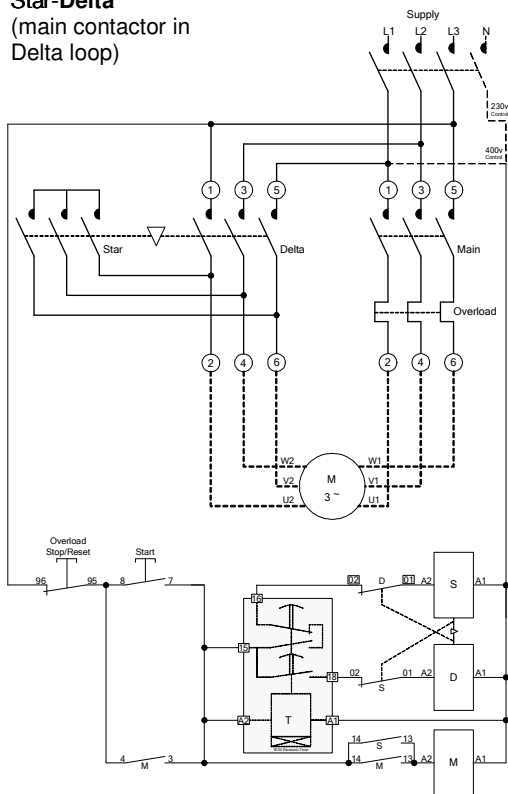 Star-Delta
(main contactor in
Delta loop)
Supply
L1 L2 L3 N
230v
Control
400v
Control
1 3 5 1 3 5
Star Delta Main
Overload
2 4 6 2 4 6
W2 W1
V2 M V1
U2 3 ~ U1
Overload
Stop/Reset Start
96 95 8 7
16 02 D 01 A2 S A1
15
18 02 S 01 A2 D A1
A2 T A1
4 M 3
14 S 13
14 M 13 A2 M A1